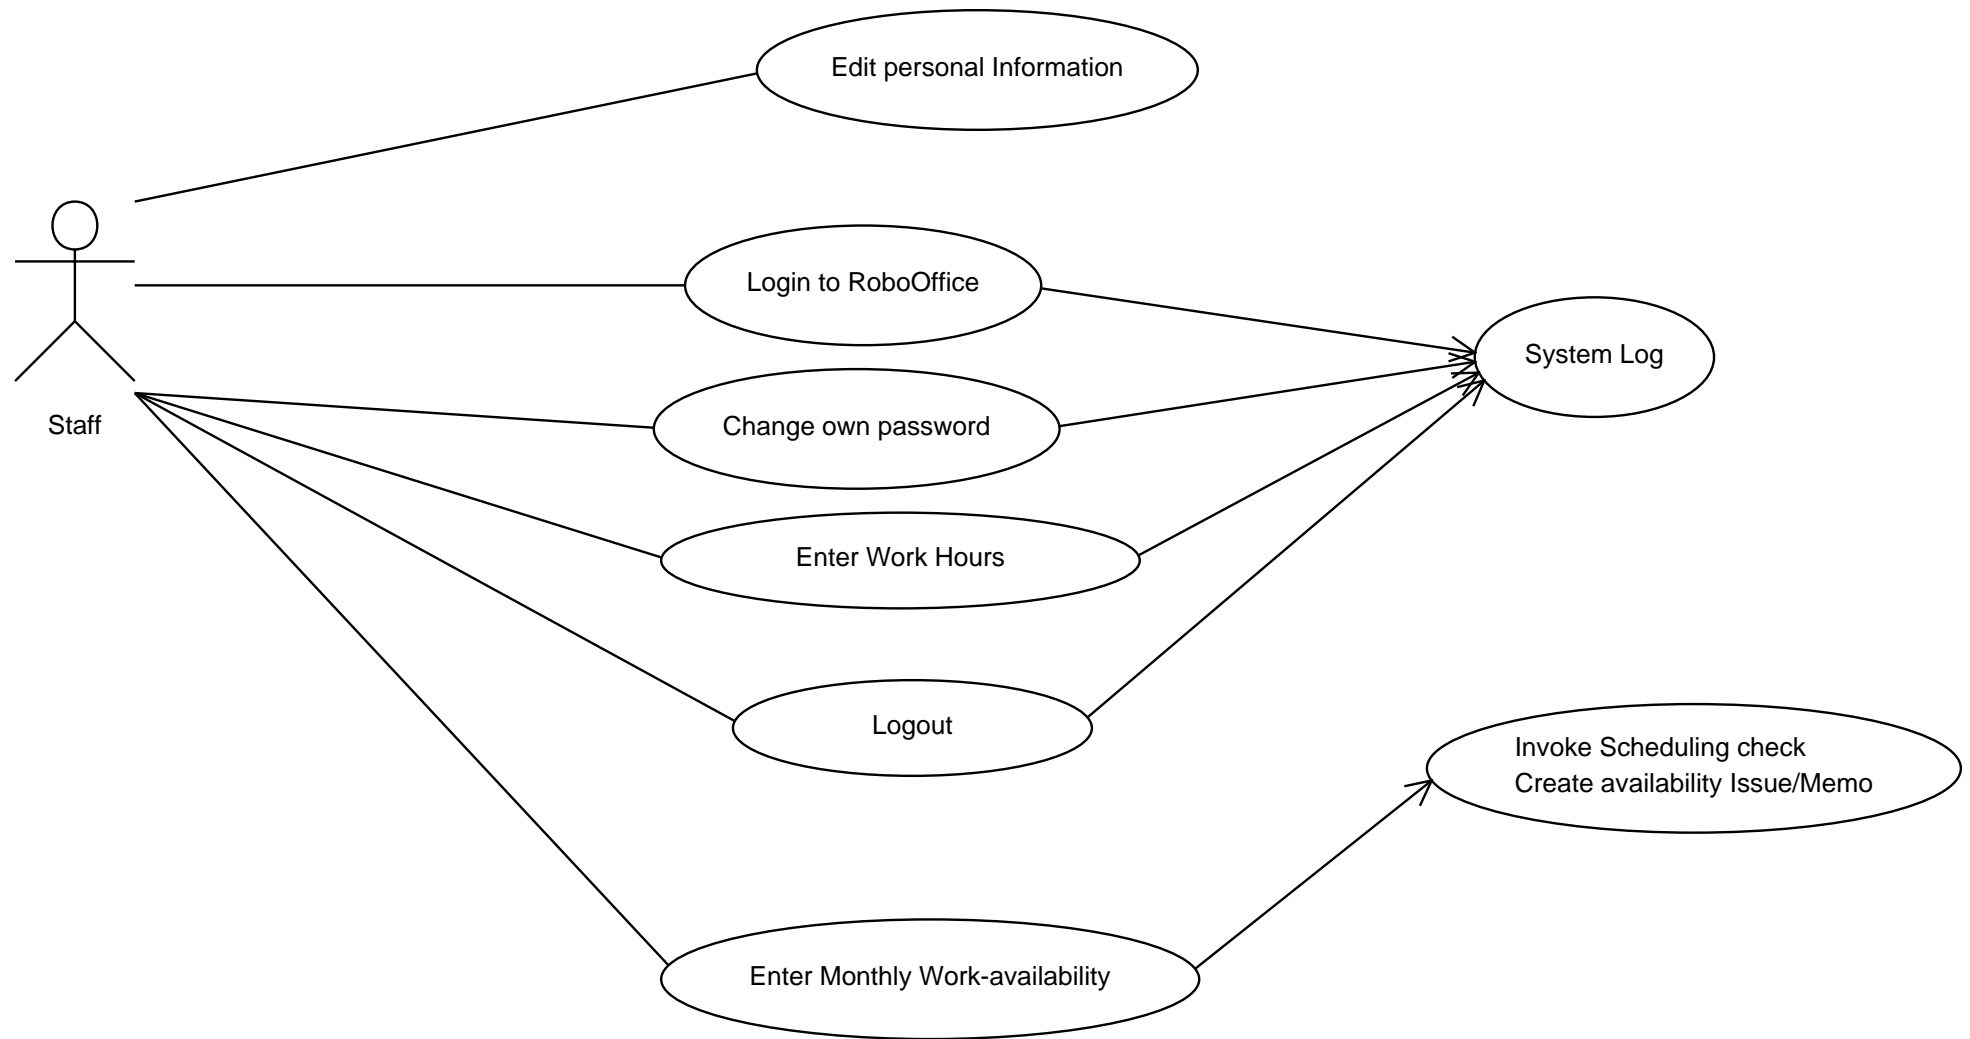 Edit personal Information
Login to RoboOffice
System Log
Staff
Change own password
Enter Work Hours
Logout
Invoke Scheduling check
Create availability Issue/Memo
Enter Monthly Work-availability